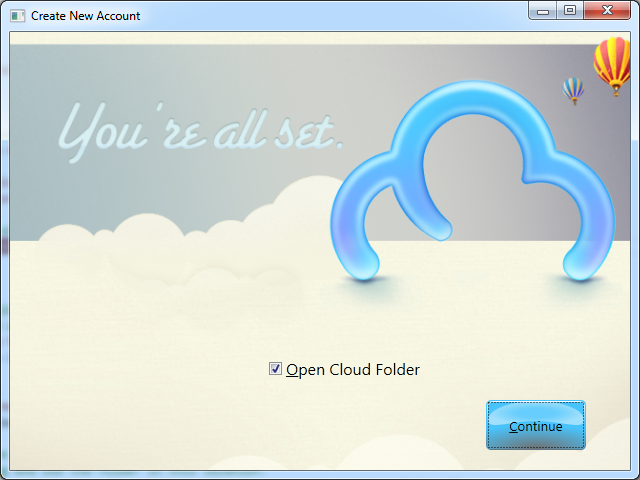 Create New Account
You're all set.
Open Cloud Folder
Continue